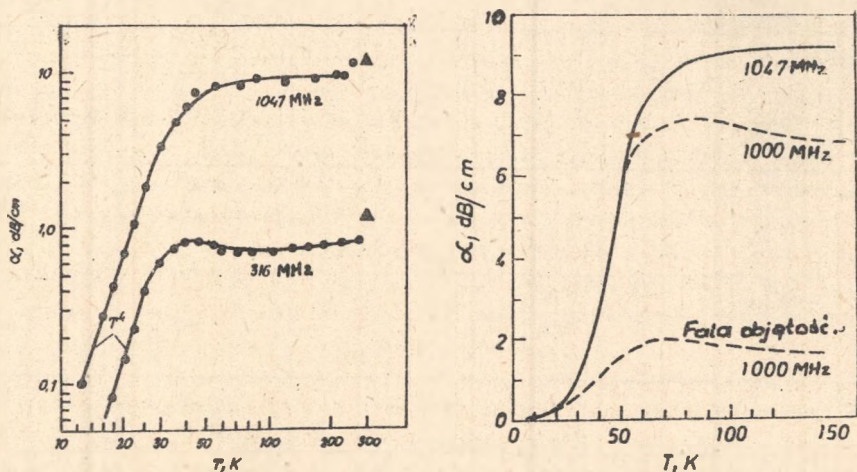 α, dB/cm
10
1,0
0,1
1047 MHz
316 MHz
T⁴
10
20
30
50
100
200
300
T, K
α, dB/cm
10
8
6
4
2
0
1047 MHz
1000 MHz
Fala objętość.
1000 MHz
0
50
100
150
T, K